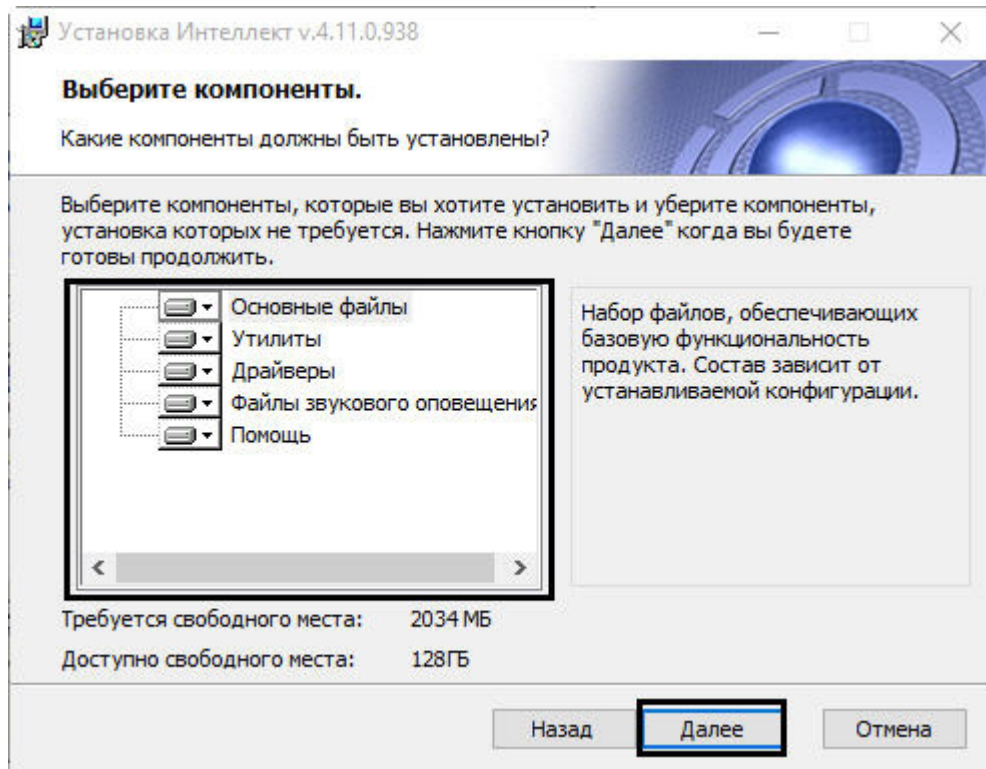 Установка Интеллект v.4.11.0.938
Выберите компоненты.
Какие компоненты должны быть установлены?
Выберите компоненты, которые вы хотите установить и уберите компоненты,
установка которых не требуется. Нажмите кнопку "Далее" когда вы будете
готовы продолжить.
Основные файлы
Утилиты
Драйверы
Файлы звукового оповещения
Помощь
Набор файлов, обеспечивающих
базовую функциональность
продукта. Состав зависит от
устанавливаемой конфигурации.
Требуется свободного места: 2034 МБ
Доступно свободного места: 128ГБ
Назад Далее Отмена